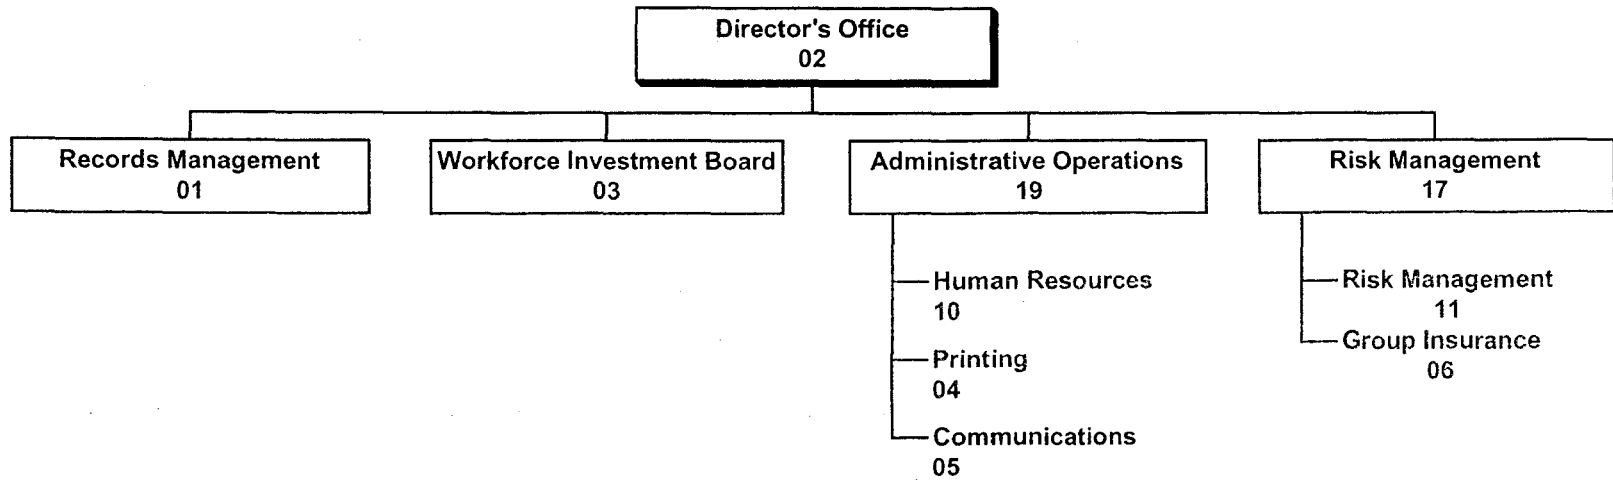 Director's Office
02
Records Management
01
Workforce Investment Board
03
Administrative Operations
19
Human Resources
10
Printing
04
Communications
05
Risk Management
17
Risk Management
11
Group Insurance
06